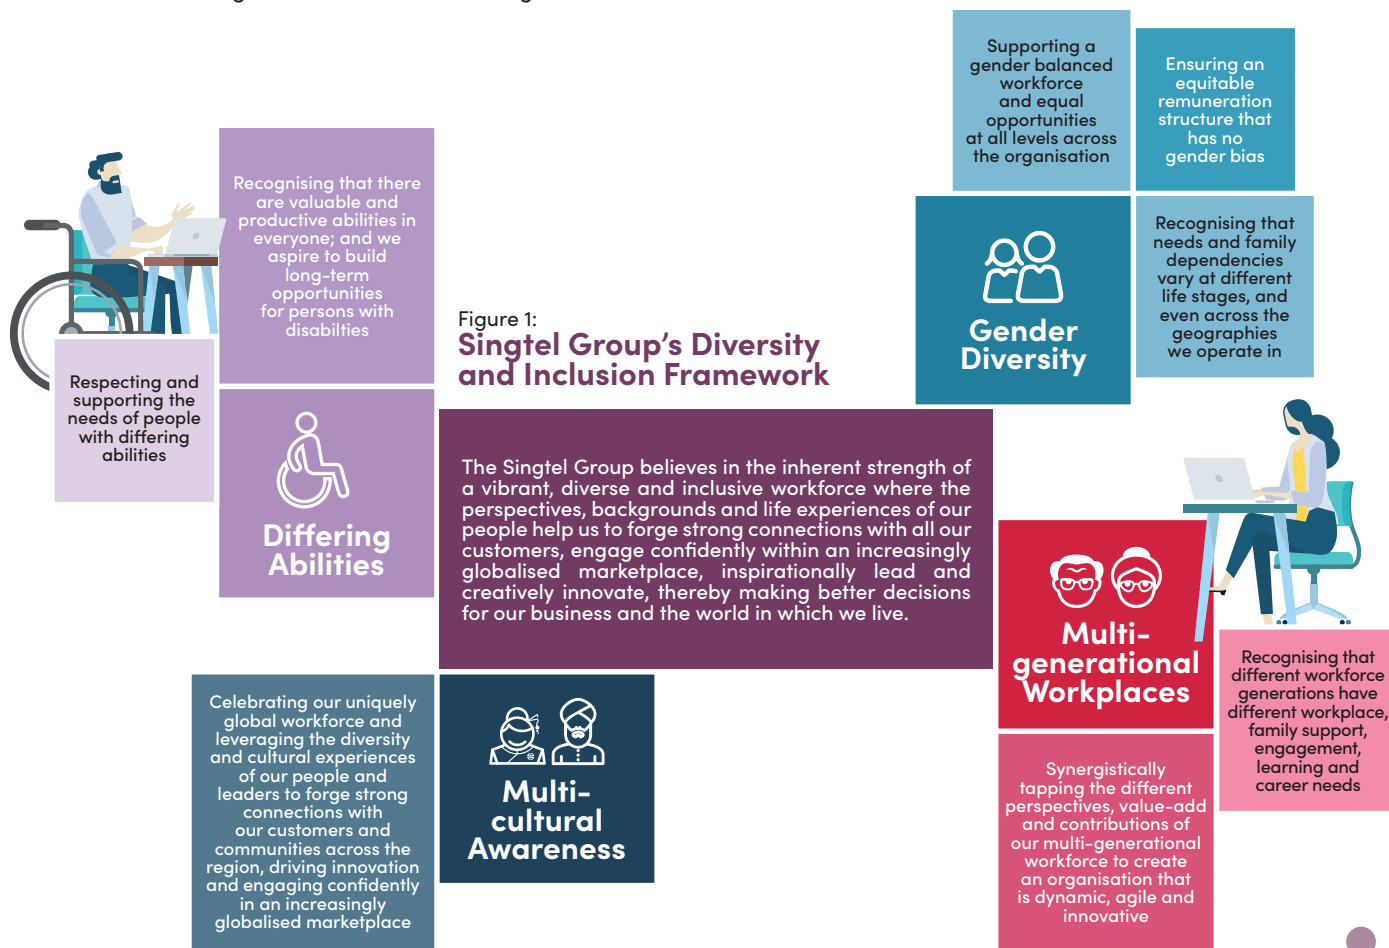 Supporting a
gender balanced
workforce
and equal
opportunities
at all levels across
the organisation
Ensuring an
equitable
remuneration
structure that
has no
gender bias
Gender
Diversity
Recognising that
needs and family
dependencies
vary at different
life stages, and
even across the
geographies
we operate in
Recognising that there
are valuable and
productive abilities in
everyone; and we
aspire to build
long-term
opportunities
for persons with
disabilties
Respecting and
supporting the
needs of people
with differing
abilities
Differing
Abilities
Figure 1:
Singtel Group's Diversity
and Inclusion Framework
The Singtel Group believes in the inherent strength of
a vibrant, diverse and inclusive workforce where the
perspectives, backgrounds and life experiences of our
people help us to forge strong connections with all our
customers, engage confidently within an increasingly
globalised marketplace, inspirationally lead and
creatively innovate, thereby making better decisions
for our business and the world in which we live.
Multi-
generational
Workplaces
Recognising that
different workforce
generations have
different workplace,
family support,
engagement,
learning and
career needs
Synergistically
tapping the different
perspectives, value-add
and contributions of
our multi-generational
workforce to create
an organisation that
is dynamic, agile and
innovative
Celebrating our uniquely
global workforce and
leveraging the diversity
and cultural experiences
of our people and
leaders to forge strong
connections with
our customers and
communities across the
region, driving innovation
and engaging confidently
in an increasingly
globalised marketplace
Multi-
cultural
Awareness